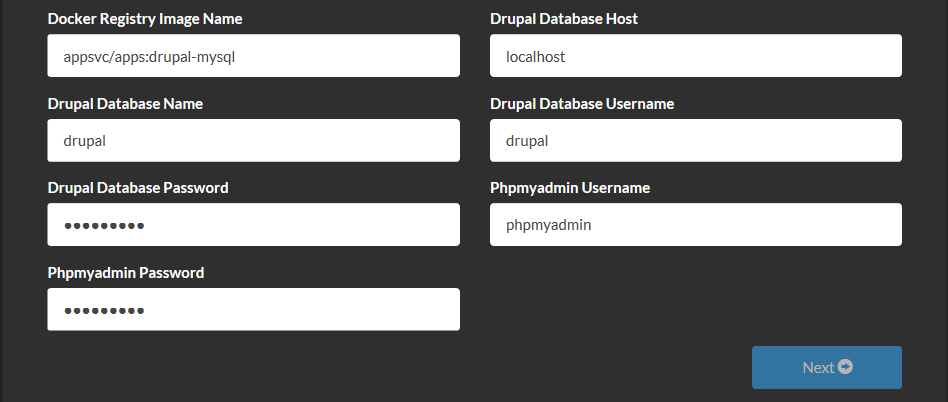 Docker Registry Image Name
Drupal Database Host
appsvc/apps:drupal-mysql
localhost
Drupal Database Name
Drupal Database Username
drupal
drupal
Drupal Database Password
Phpmyadmin Username
●●●●●●●●●
phpmyadmin
Phpmyadmin Password
●●●●●●●●●
Next